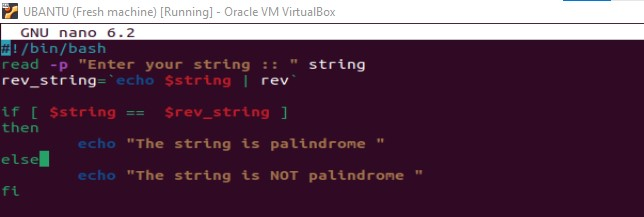 UBANTU (Fresh machine) [Running] - Oracle VM VirtualBox
GNU nano 6.2
#!/bin/bash
read -p "Enter your string :: " string
rev_string=`echo $string | rev`
if [ $string ==  $rev_string ]
then
        echo "The string is palindrome "
else
        echo "The string is NOT palindrome "
fi